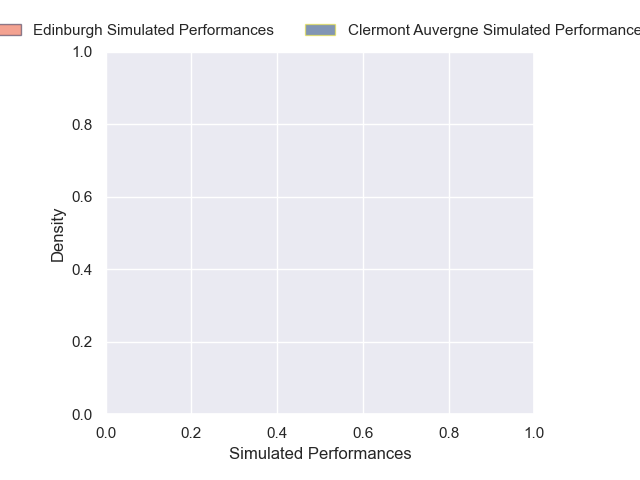 Edinburgh Simulated Performances
Clermont Auvergne Simulated Performance
1.0
0.8
0.6
0.4
0.2
0.0
Density
0.0 0.2 0.4 0.6 0.8 1.0
Simulated Performances